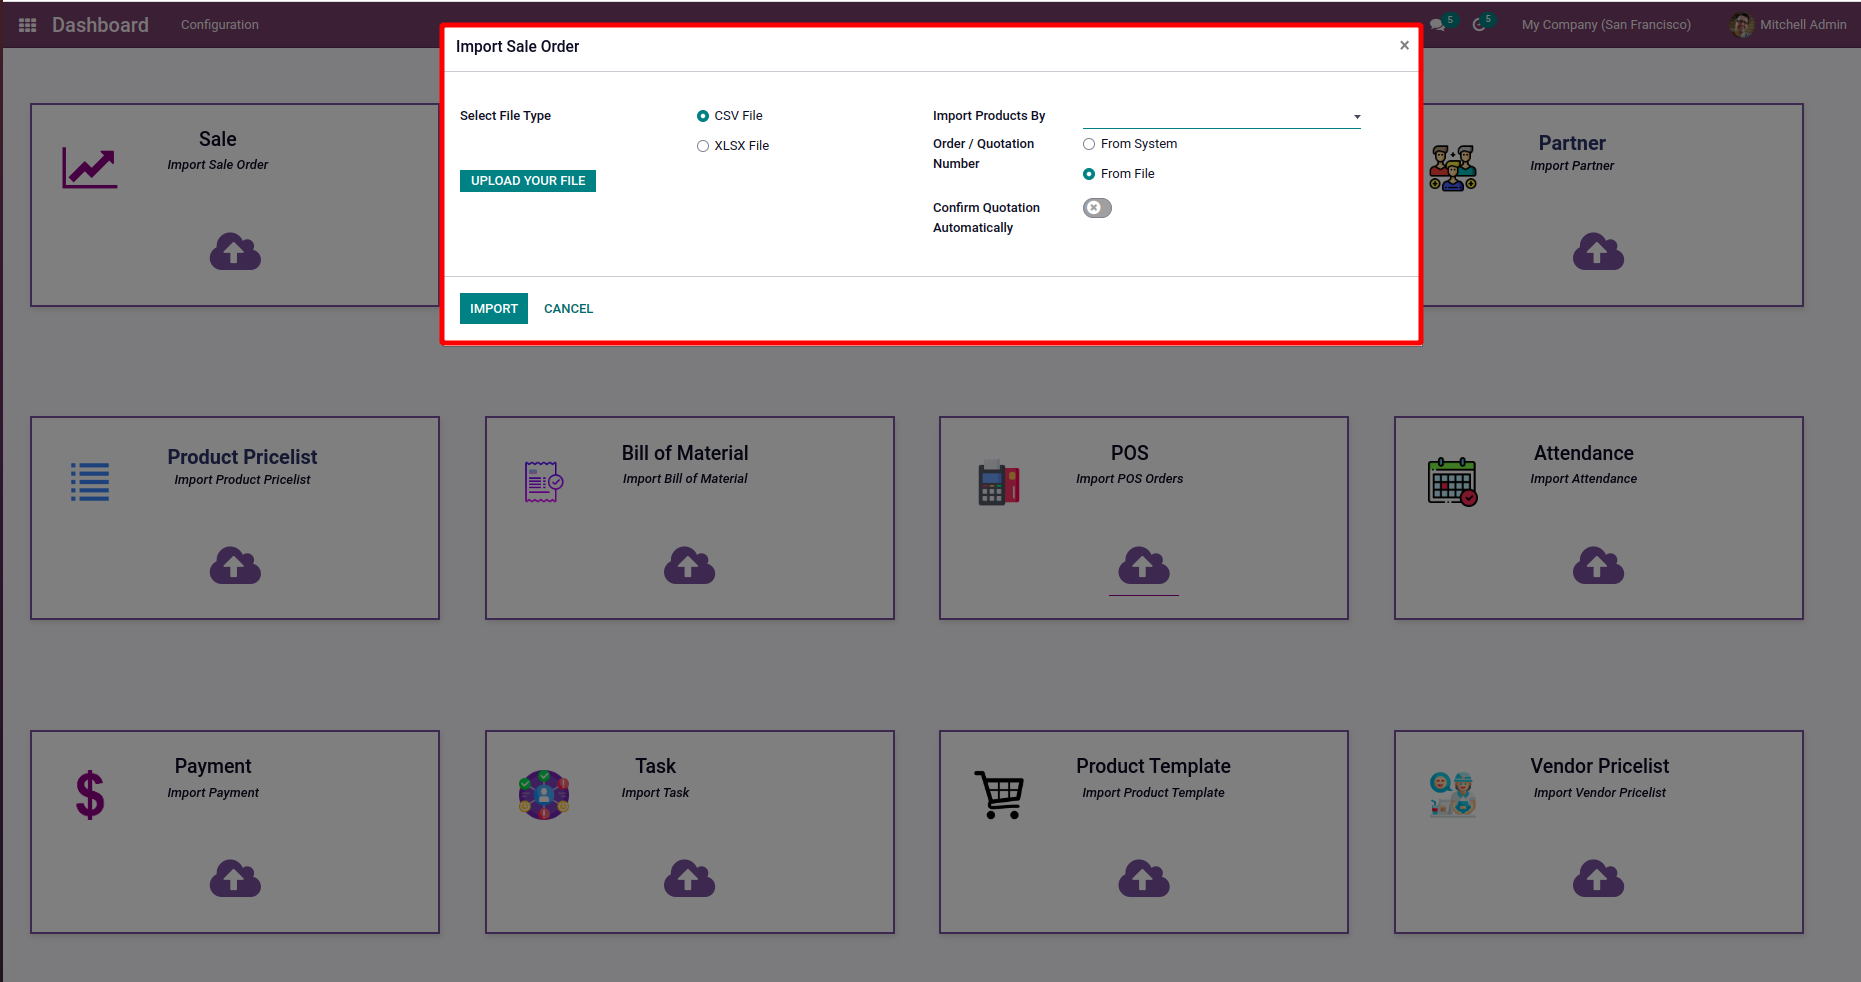 Dashboard
Configuration
5
5
My Company (San Francisco)
Mitchell Admin
Import Sale Order
×
Select File Type
CSV File
XLSX File
UPLOAD YOUR FILE
Import Products By
Order / Quotation
Number
From System
From File
Confirm Quotation
Automatically
IMPORT
CANCEL
Sale
Import Sale Order
Partner
Import Partner
Product Pricelist
Import Product Pricelist
Bill of Material
Import Bill of Material
POS
Import POS Orders
Attendance
Import Attendance
Payment
Import Payment
Task
Import Task
Product Template
Import Product Template
Vendor Pricelist
Import Vendor Pricelist